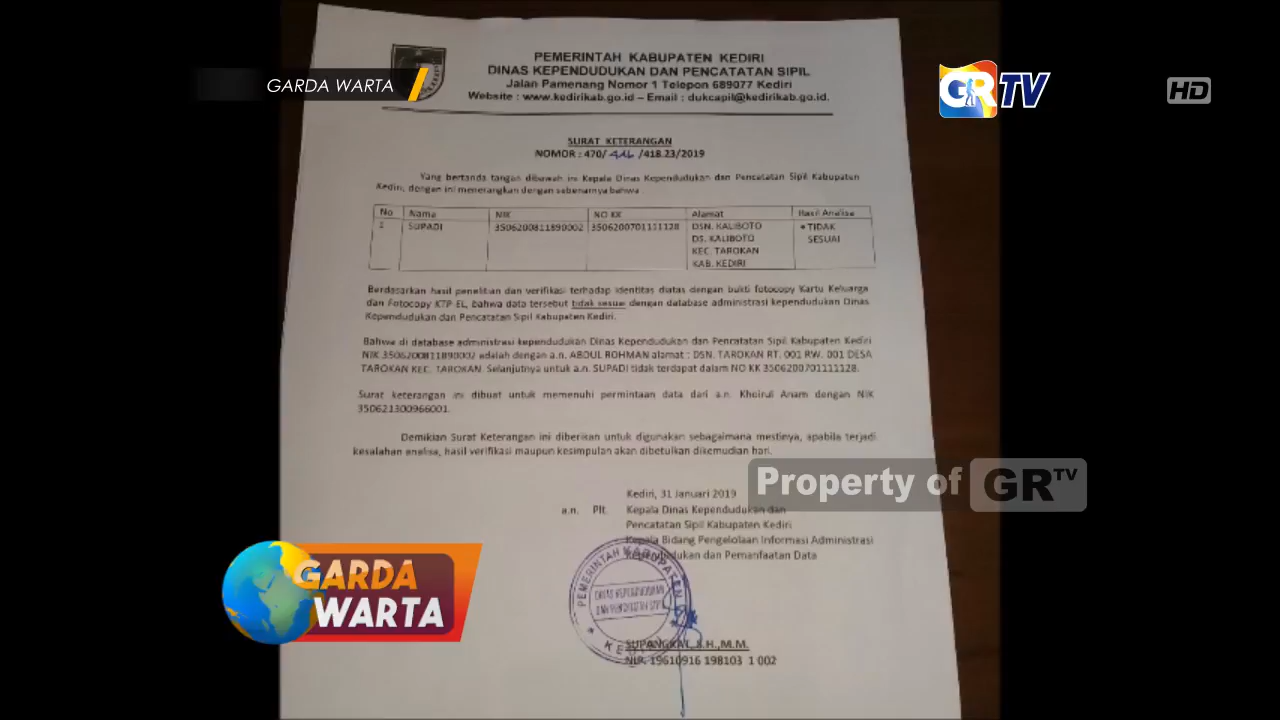 GARDA WARTA
GRTV
HD
PEMERINTAH KABUPATEN KEDIRI
DINAS KEPENDUDUKAN DAN PENCATATAN SIPIL
Jalan Pamenang Nomor 1 Telepon 689077 Kediri
Website : www.kedirikab.go.id – Email : dukcapil@kedirikab.go.id.
SURAT KETERANGAN
NOMOR : 470/ /418.23/2019
Yang bertanda tangan dibawah ini Kepala Dinas Kependudukan dan Pencatatan Sipil Kabupaten
Kediri, dengan ini menerangkan dengan sebenarnya bahwa
No Nama NIK NO KK Alamat Hasil Analisa
1 SUPADI 3506200811890002 3506200701111128 DSN. KALIBOTO • TIDAK
DS. KALIBOTO SESUAI
KEC. TAROKAN
KAB. KEDIRI
Berdasarkan hasil penelitian dan verifikasi terhadap identitas diatas dengan bukti fotocopy Kartu Keluarga
dan Fotocopy KTP-EL, bahwa data tersebut tidak sesuai dengan database administrasi kependudukan Dinas
Kependudukan dan Pencatatan Sipil Kabupaten Kediri.
Bahwa di database administrasi kependudukan Dinas Kependudukan dan Pencatatan Sipil Kabupaten Kediri
NIK 3506200811890002 adalah dengan a.n. ABDUL ROHMAN alamat : DSN. TAROKAN RT. 001 RW. 001 DESA
TAROKAN KEC. TAROKAN. Selanjutnya untuk a.n. SUPADI tidak terdapat dalam NO KK 3506200701111128.
Surat keterangan ini dibuat untuk memenuhi permintaan data dari a.n. Khoirul Anam dengan NIK
350621300966001.
Demikian Surat Keterangan ini diberikan untuk digunakan sebagaimana mestinya, apabila terjadi
kesalahan analisa, hasil verifikasi maupun kesimpulan akan dibetulkan dikemudian hari.
Property of GRTV
Kediri, 31 Januari 2019
a.n. Plt. Kepala Dinas Kependudukan dan
Pencatatan Sipil Kabupaten Kediri
Kepala Bidang Pengelolaan Informasi Administrasi
Kependudukan dan Pemanfaatan Data
PEMERINTAH KABUPATEN
DINAS KEPENDUDUKAN
DAN PENCATATAN SIPIL
KEDIRI
SUPANGKAT, S.H., M.M.
NIP. 19610916 198103 1 002
GARDA
WARTA